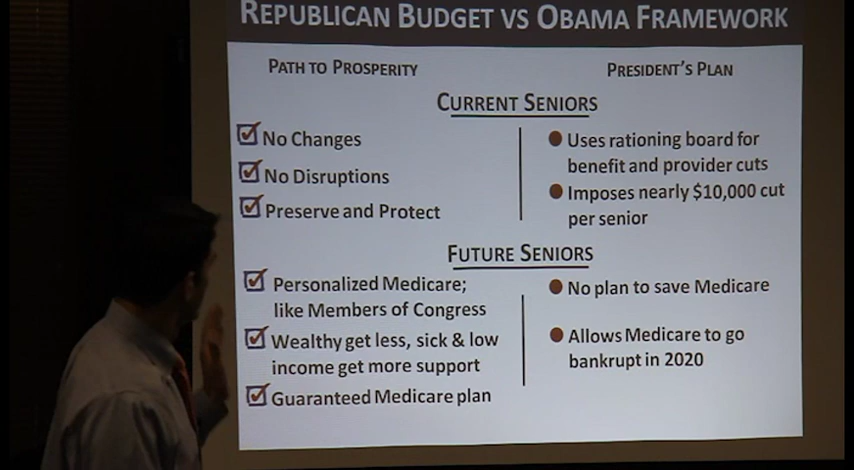 REPUBLICAN BUDGET VS OBAMA FRAMEWORK
PATH TO PROSPERITY
PRESIDENT'S PLAN
CURRENT SENIORS
No Changes
No Disruptions
Preserve and Protect
Uses rationing board for
benefit and provider cuts
Imposes nearly $10,000 cut
per senior
FUTURE SENIORS
Personalized Medicare;
like Members of Congress
Wealthy get less, sick & low
income get more support
Guaranteed Medicare plan
No plan to save Medicare
Allows Medicare to go
bankrupt in 2020